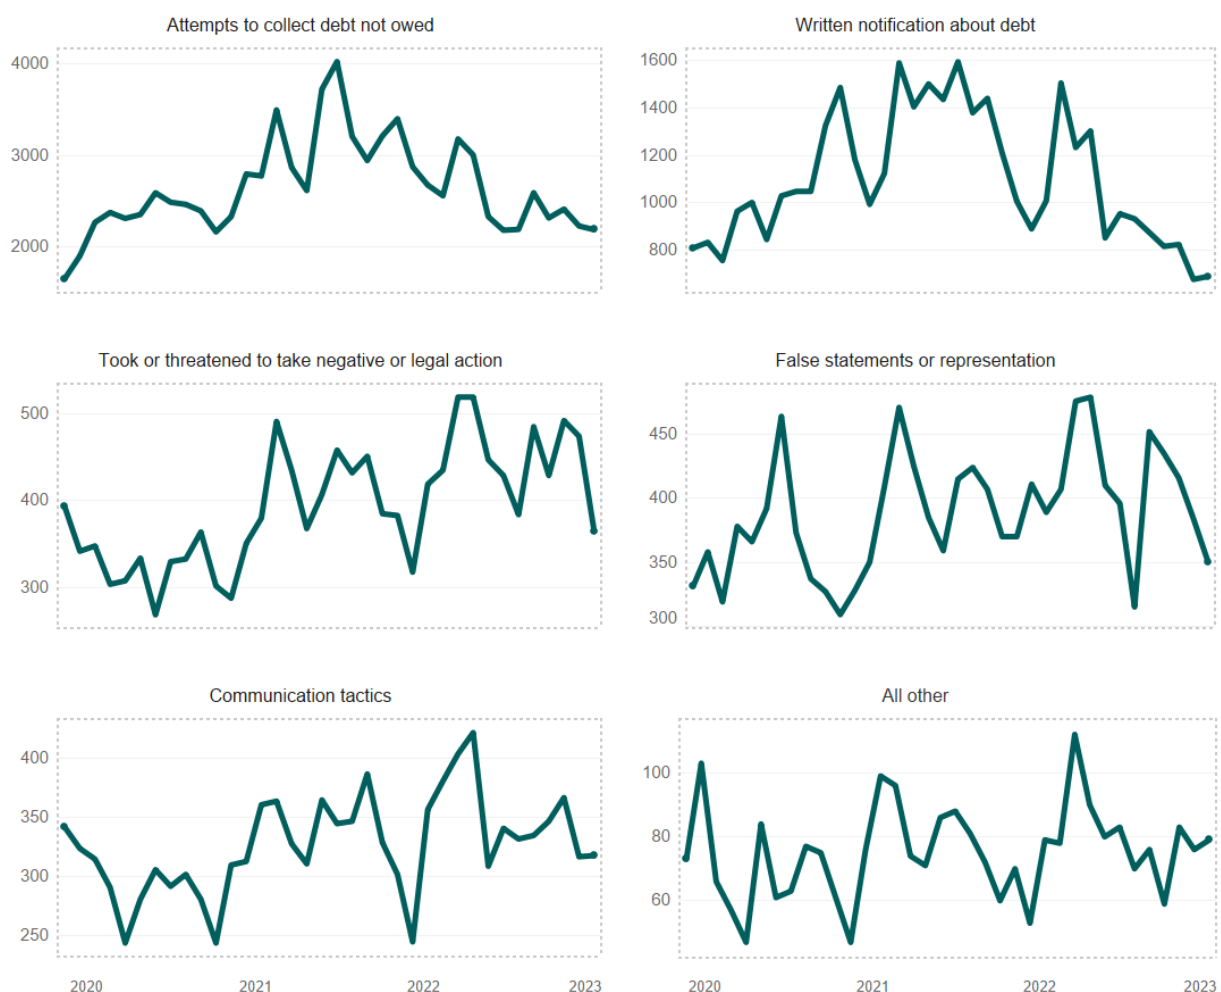 Attempts to collect debt not owed
4000
3000
2000
Written notification about debt
1600
1400
1200
1000
800
Took or threatened to take negative or legal action
500
400
300
False statements or representation
450
400
350
300
Communication tactics
400
350
300
250
2020 2021 2022 2023
All other
100
80
60
2020 2021 2022 2023